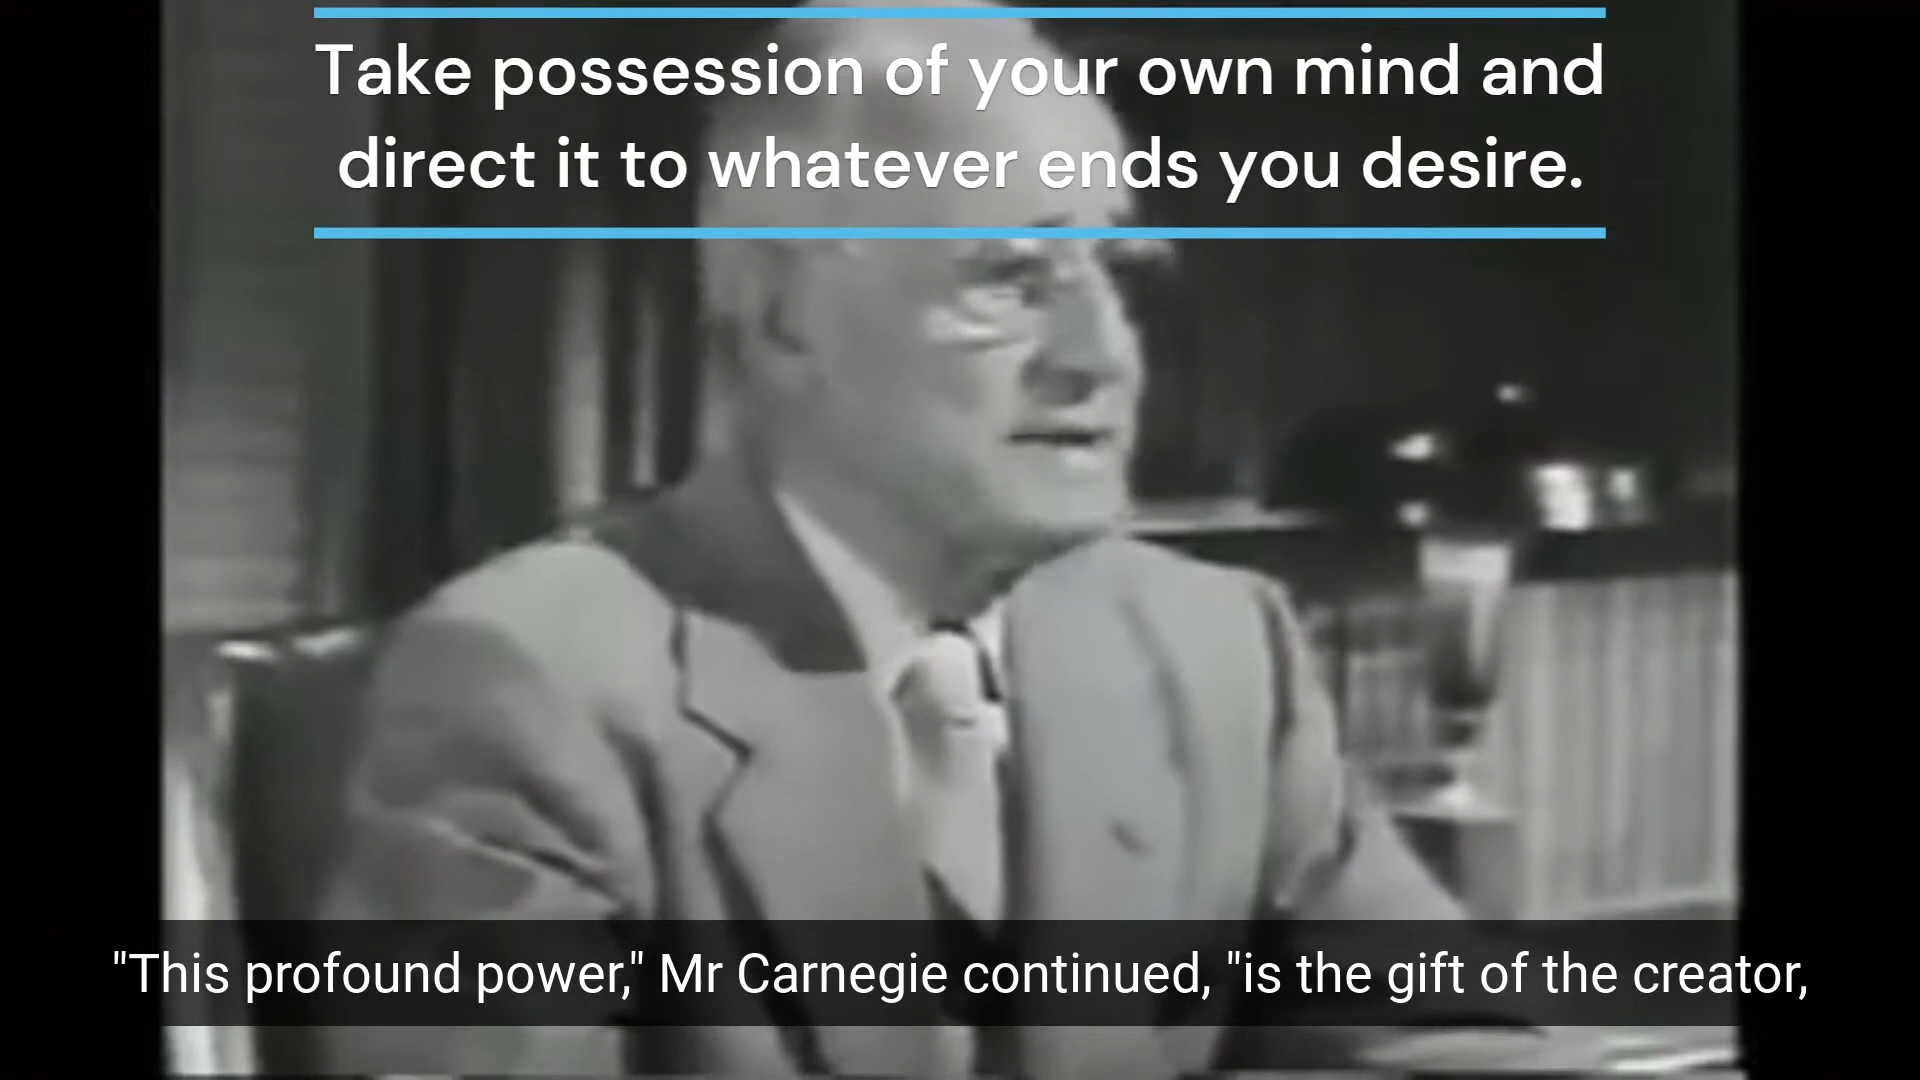 Take possession of your own mind and
direct it to whatever ends you desire.
"This profound power," Mr Carnegie continued, "is the gift of the creator,